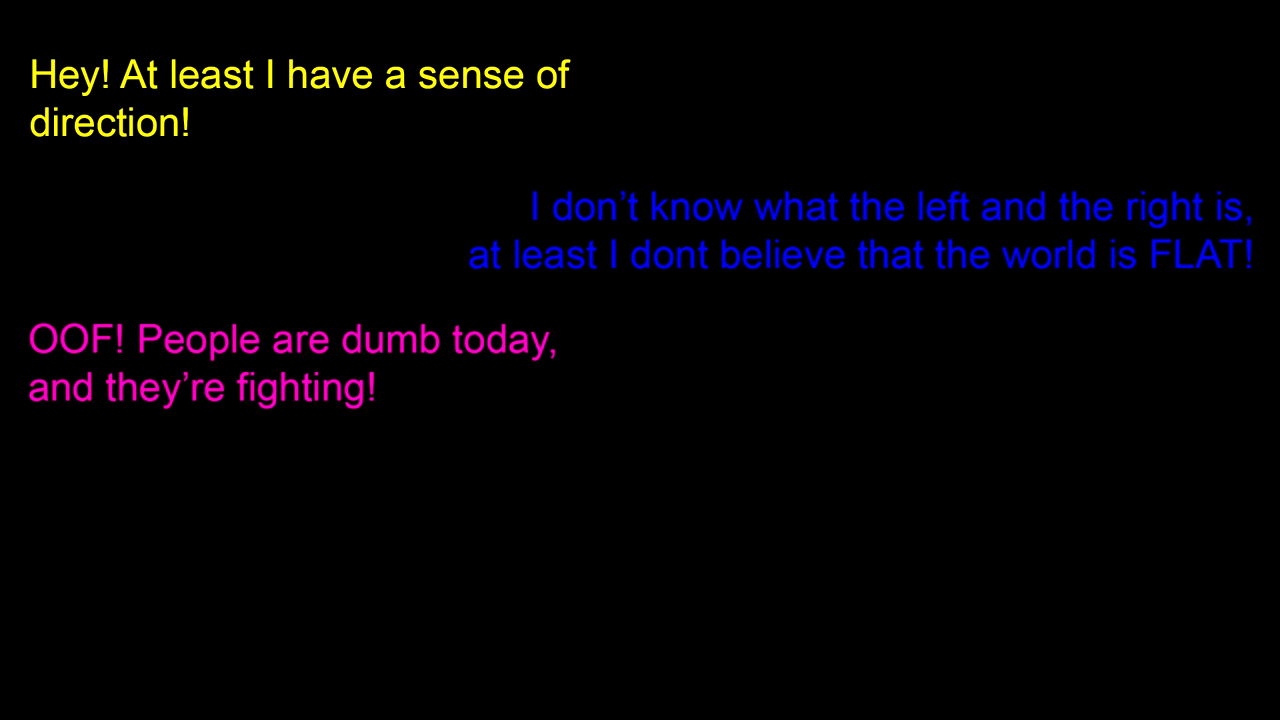 Hey! At least I have a sense of
direction!
I don’t know what the left and the right is,
at least I dont believe that the world is FLAT!
OOF! People are dumb today,
and they’re fighting!